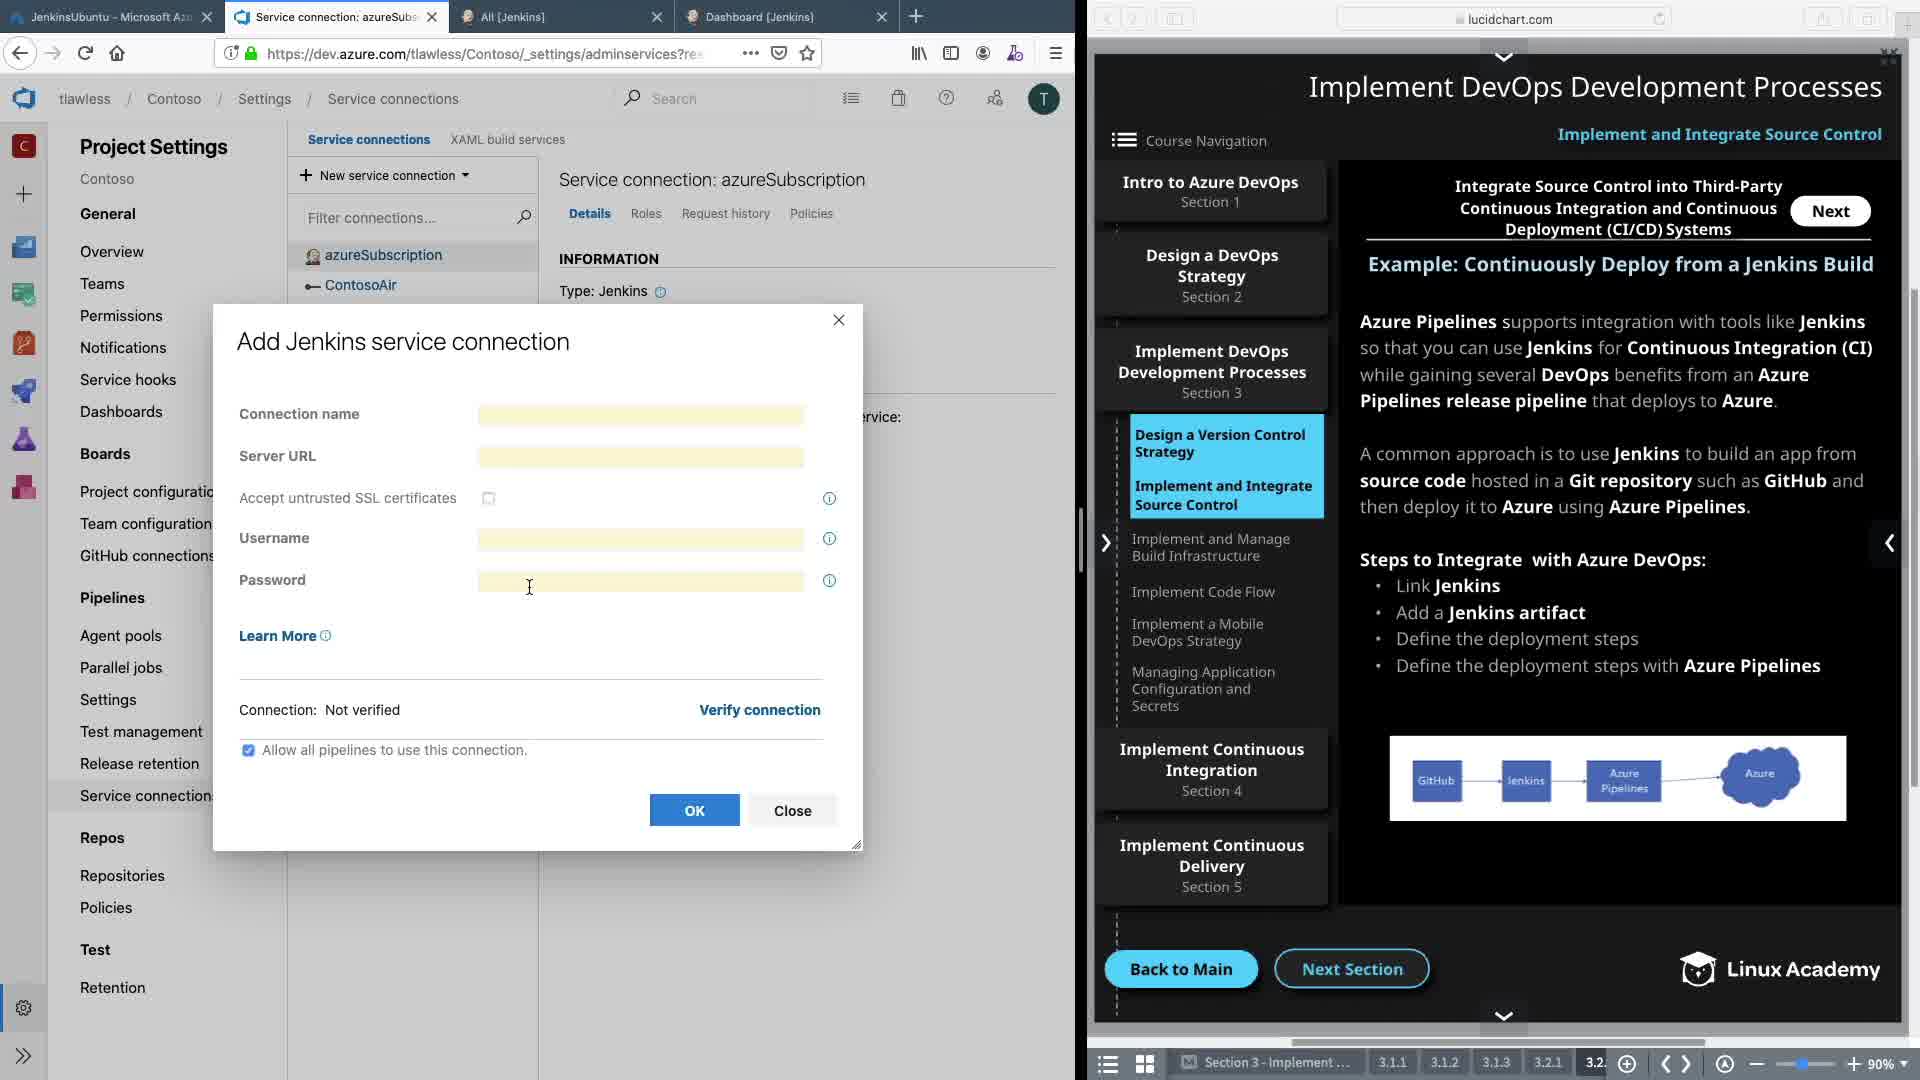 JenkinsUbuntu - Microsoft Az
Service connection: azureSubs
All [Jenkins]
Dashboard [Jenkins]
https://dev.azure.com/tlawless/Contoso/_settings/adminservices?re
tlawless / Contoso / Settings / Service connections
Search
T
C
Project Settings
Contoso
General
Overview
Teams
Permissions
Notifications
Service hooks
Dashboards
Boards
Project configuratio
Team configuration
GitHub connections
Pipelines
Agent pools
Parallel jobs
Settings
Test management
Release retention
Service connections
Repos
Repositories
Policies
Test
Retention
Service connections
XAML build services
New service connection
Filter connections...
azureSubscription
ContosoAir
Service connection: azureSubscription
Details
Roles
Request history
Policies
INFORMATION
Type: Jenkins
ervice:
Add Jenkins service connection
Connection name
Server URL
Accept untrusted SSL certificates
Username
Password
Learn More
Connection: Not verified
Verify connection
Allow all pipelines to use this connection.
OK
Close
lucidchart.com
Implement DevOps Development Processes
Course Navigation
Implement and Integrate Source Control
Intro to Azure DevOps
Section 1
Design a DevOps
Strategy
Section 2
Implement DevOps
Development Processes
Section 3
Design a Version Control
Strategy
Implement and Integrate
Source Control
Implement and Manage
Build Infrastructure
Implement Code Flow
Implement a Mobile
DevOps Strategy
Managing Application
Configuration and
Secrets
Implement Continuous
Integration
Section 4
Implement Continuous
Delivery
Section 5
Integrate Source Control into Third-Party
Continuous Integration and Continuous
Deployment (CI/CD) Systems
Next
Example: Continuously Deploy from a Jenkins Build
Azure Pipelines supports integration with tools like Jenkins
so that you can use Jenkins for Continuous Integration (CI)
while gaining several DevOps benefits from an Azure
Pipelines release pipeline that deploys to Azure.
A common approach is to use Jenkins to build an app from
source code hosted in a Git repository such as GitHub and
then deploy it to Azure using Azure Pipelines.
Steps to Integrate with Azure DevOps:
• Link Jenkins
• Add a Jenkins artifact
• Define the deployment steps
• Define the deployment steps with Azure Pipelines
GitHub
Jenkins
Azure
Pipelines
Azure
Back to Main
Next Section
Linux Academy
Section 3 - Implement ...
3.1.1
3.1.2
3.1.3
3.2.1
3.2.
90%